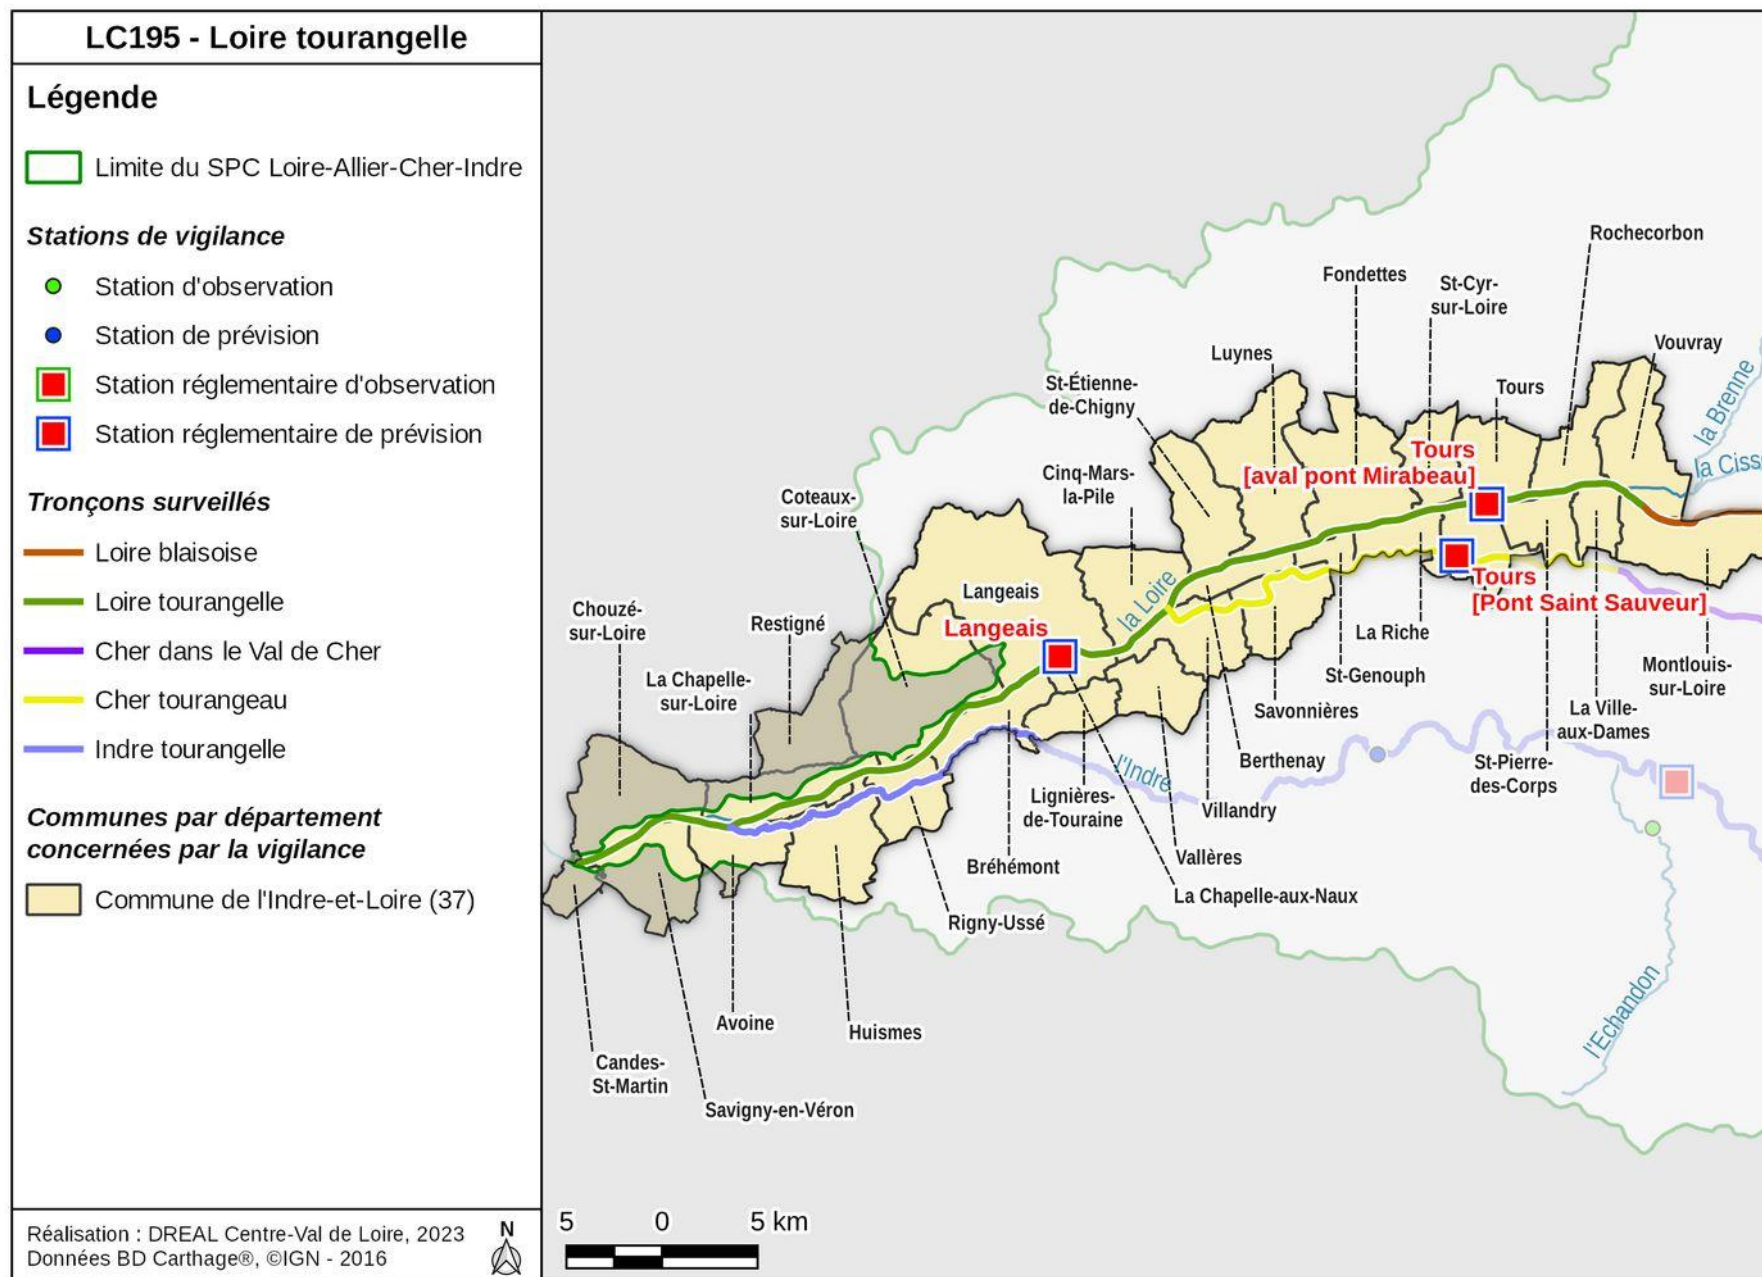 LC195 - Loire tourangelle
Légende
Limite du SPC Loire-Allier-Cher-Indre
Stations de vigilance
Station d'observation
Station de prévision
Station réglementaire d'observation
Station réglementaire de prévision
Tronçons surveillés
Loire blaisoise
Loire tourangelle
Cher dans le Val de Cher
Cher tourangeau
Indre tourangelle
Communes par département
concernées par la vigilance
Commune de l'Indre-et-Loire (37)
Réalisation : DREAL Centre-Val de Loire, 2023
Données BD Carthage®, ©IGN - 2016
N
Rochecorbon
Fondettes
St-Cyr-
sur-Loire
Vouvray
Luynes
St-Étienne-
de-Chigny
Tours
la Brenne
la Ciss
Tours
[aval pont Mirabeau]
Cinq-Mars-
la-Pile
Coteaux-
sur-Loire
la Loire
Tours
[Pont Saint Sauveur]
Langeais
Langeais
Chouzé-
sur-Loire
Restigné
La Riche
La Chapelle-
sur-Loire
St-Genouph
Montlouis-
sur-Loire
Savonnières
La Ville-
aux-Dames
Berthenay
St-Pierre-
des-Corps
l'Indre
Lignières-
de-Touraine
Villandry
Vallères
Bréhémont
La Chapelle-aux-Naux
Rigny-Ussé
Avoine
Huismes
l'Echandon
Candes-
St-Martin
Savigny-en-Véron
5 0 5 km